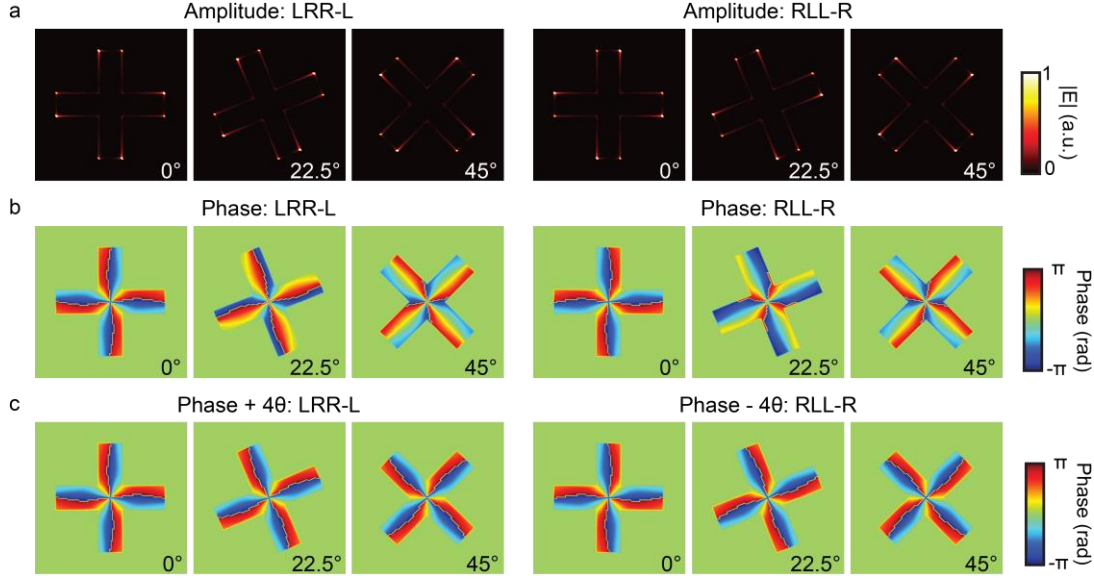 a
Amplitude: LRR-L
Amplitude: RLL-R
0°
22.5°
45°
0°
22.5°
45°
1
0
|E| (a.u.)
b
Phase: LRR-L
Phase: RLL-R
0°
22.5°
45°
0°
22.5°
45°
π
-π
Phase (rad)
c
Phase + 4θ: LRR-L
Phase - 4θ: RLL-R
0°
22.5°
45°
0°
22.5°
45°
π
-π
Phase (rad)